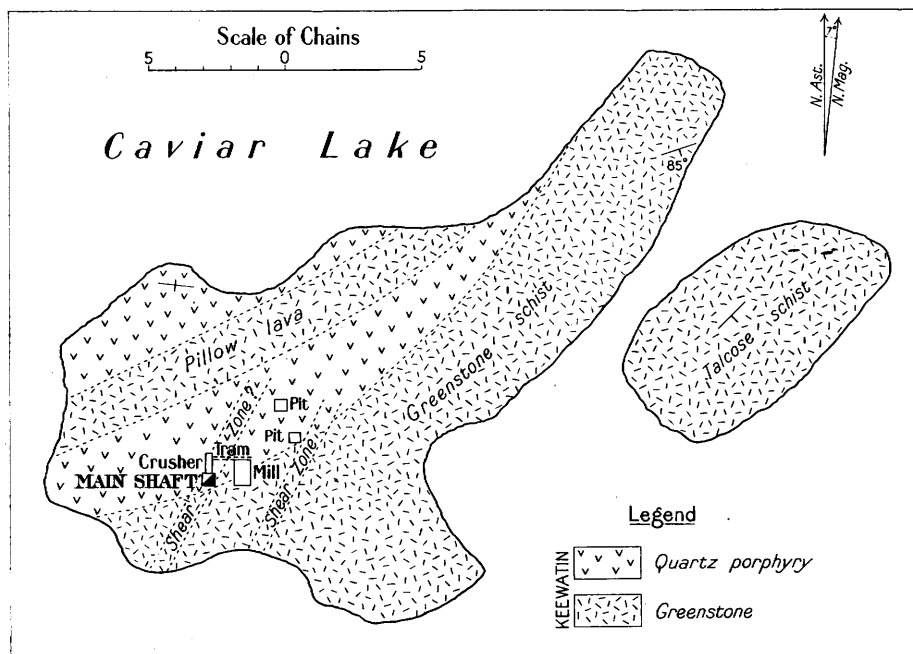 Scale of Chains
5 0 5
7°
N. Ast.
N. Mag.
Caviar Lake
85°
Pillow lava
Greenstone schist
Talcose schist
Zone ?
Pit
Pit
Tram
Crusher
Mill
MAIN SHAFT
Shear
Shear Zone
Legend
KEEWATIN
Quartz porphyry
Greenstone